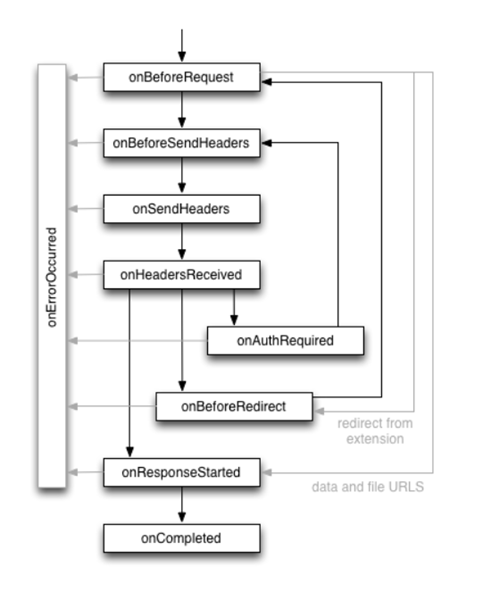 onBeforeRequest
onBeforeSendHeaders
onSendHeaders
onErrorOccurred
onHeadersReceived
onAuthRequired
onBeforeRedirect
redirect from
extension
onResponseStarted
data and file URLS
onCompleted